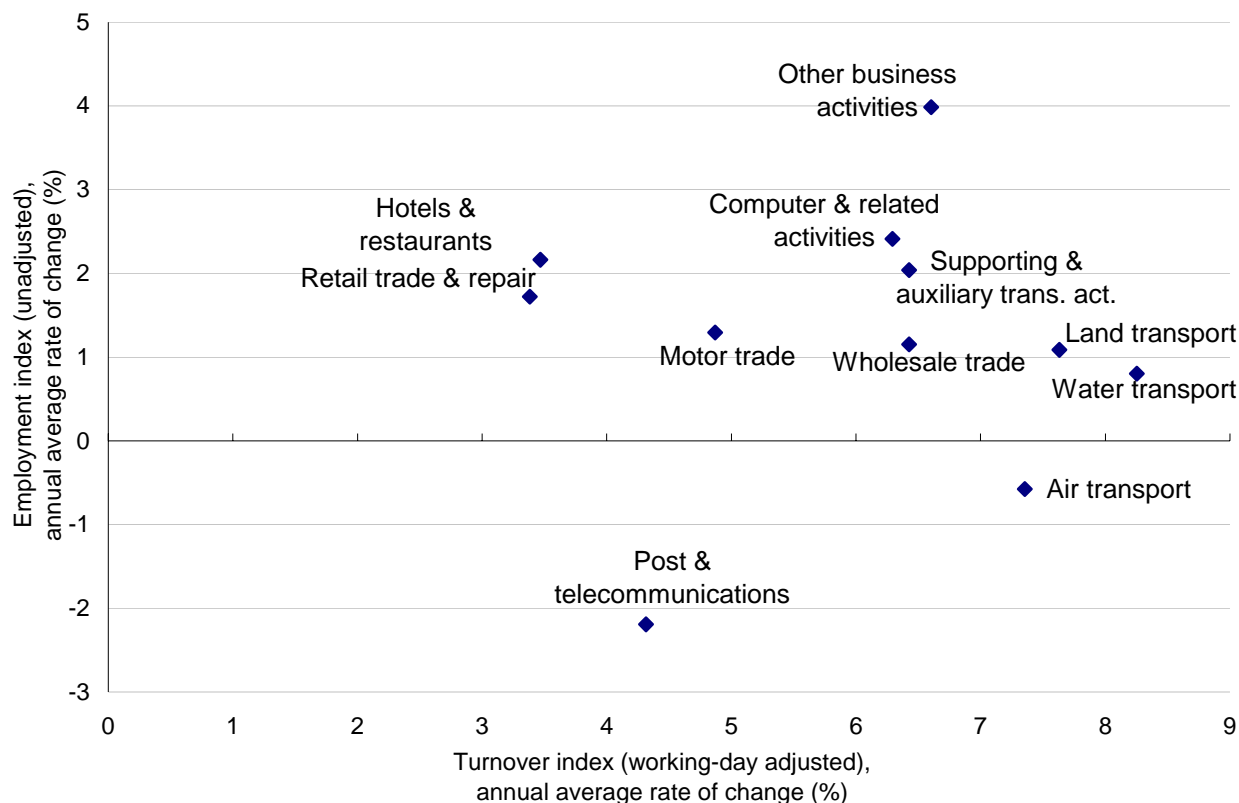 5
4
3
2
1
0
-1
-2
-3
Employment index (unadjusted),
annual average rate of change (%)
Other business
activities
Hotels &
restaurants
Computer & related
activities
Retail trade & repair
Supporting &
auxiliary trans. act.
Motor trade
Wholesale trade
Land transport
Water transport
Air transport
Post &
telecommunications
0 1 2 3 4 5 6 7 8 9
Turnover index (working-day adjusted),
annual average rate of change (%)